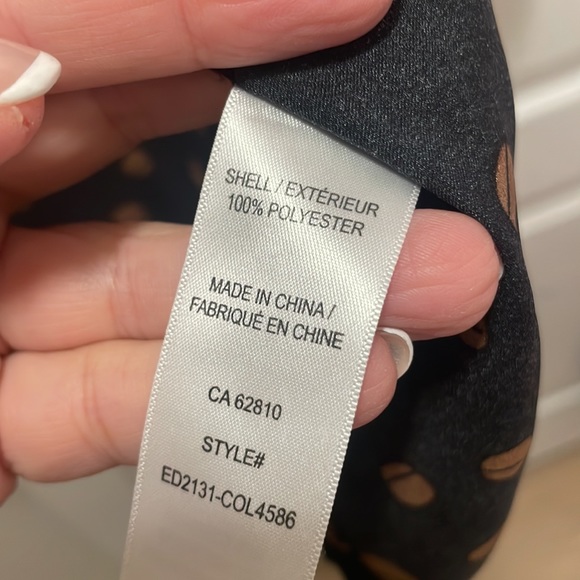 SHELL / EXTÉRIEUR
100% POLYESTER
MADE IN CHINA /
FABRIQUÉ EN CHINE
CA 62810
STYLE#
ED2131-COL4586